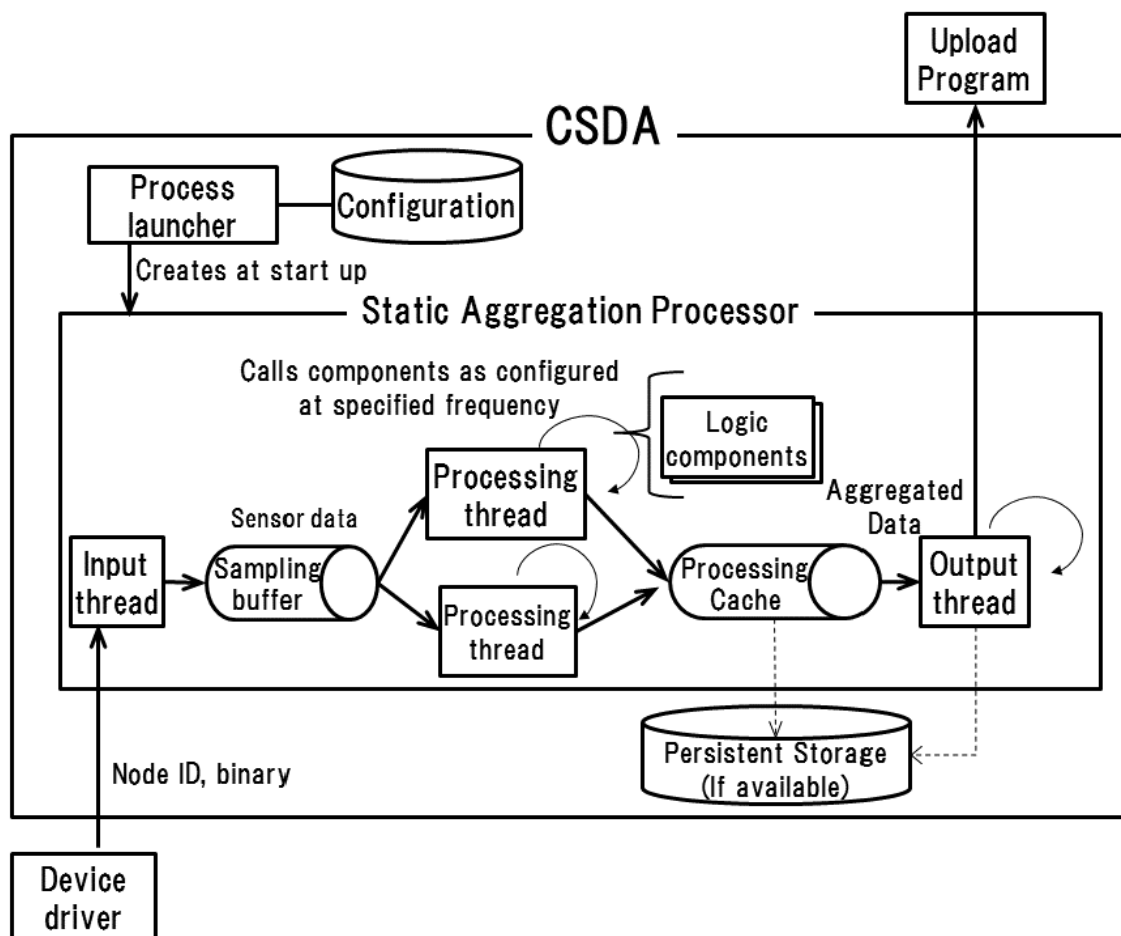 Upload
Program
CSDA
Process
launcher
Configuration
Creates at start up
Static Aggregation Processor
Calls components as configured
at specified frequency
Logic
components
Processing
thread
Aggregated
Data
Sensor data
Input
thread
Sampling
buffer
Processing
thread
Processing
Cache
Output
thread
Persistent Storage
(If available)
Node ID, binary
Device
driver